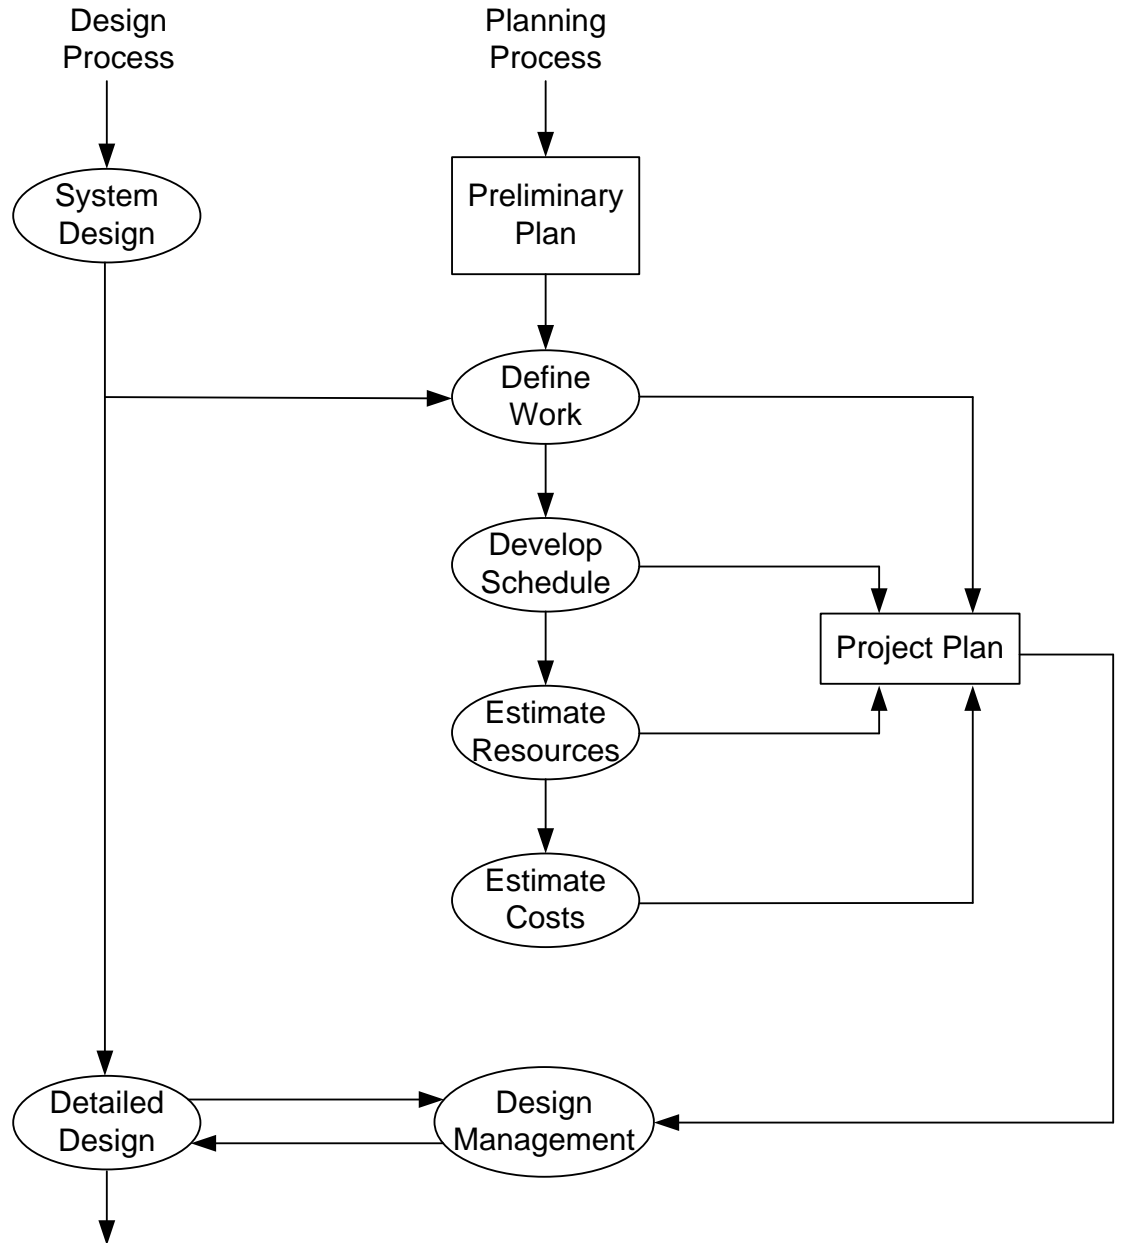 Design
Process
Planning
Process
System
Design
Preliminary
Plan
Define
Work
Develop
Schedule
Project Plan
Estimate
Resources
Estimate
Costs
Detailed
Design
Design
Management